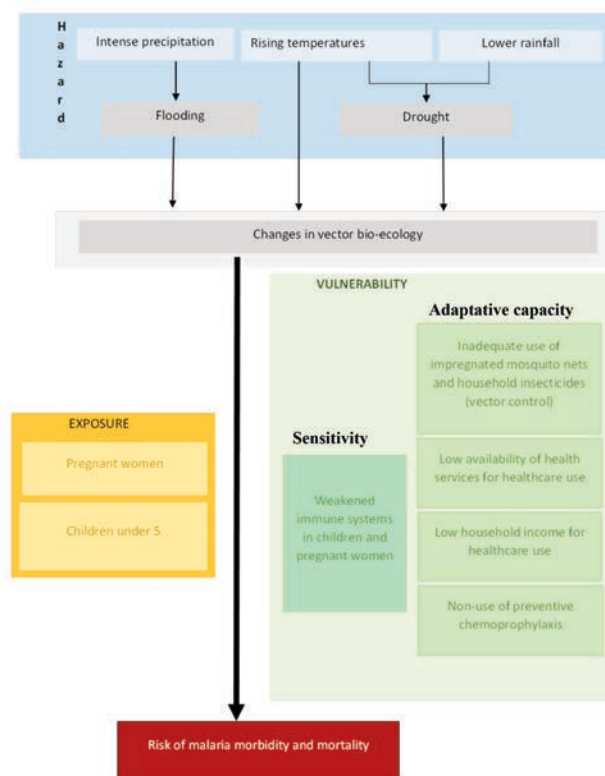 Hazard
Intense precipitation
Rising temperatures
Lower rainfall
Flooding
Drought
Changes in vector bio-ecology
VULNERABILITY
Adaptative capacity
Inadequate use of
impregnated mosquito nets
and household insecticides
(vector control)
EXPOSURE
Pregnant women
Children under 5
Sensitivity
Weakened
immune systems
in children and
pregnant women
Low availability of health
services for healthcare use
Low household income for
healthcare use
Non-use of preventive
chemoprophylaxis
Risk of malaria morbidity and mortality